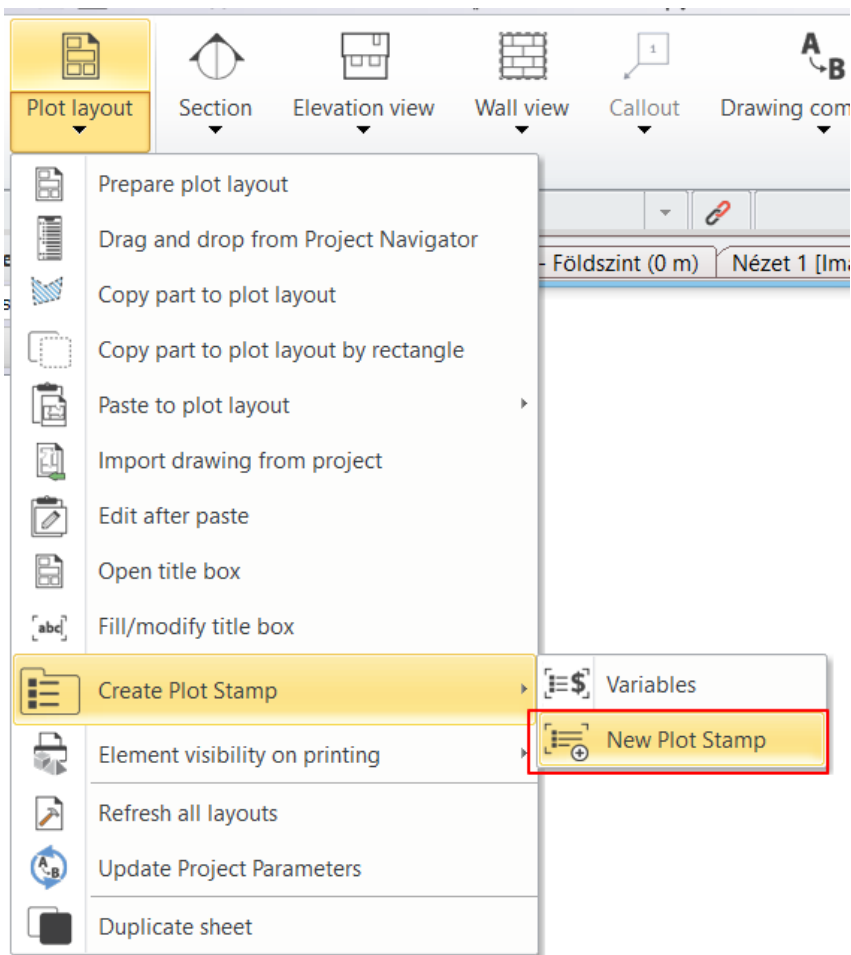 Plot layout
Section
Elevation view
Wall view
1
Callout
A
B
Drawing com
Prepare plot layout
Drag and drop from Project Navigator
- Földszint (0 m)
Nézet 1 [Ima
Copy part to plot layout
Copy part to plot layout by rectangle
Paste to plot layout
Import drawing from project
Edit after paste
Open title box
abc
Fill/modify title box
Create Plot Stamp
$
Variables
New Plot Stamp
Element visibility on printing
Refresh all layouts
A B
Update Project Parameters
Duplicate sheet